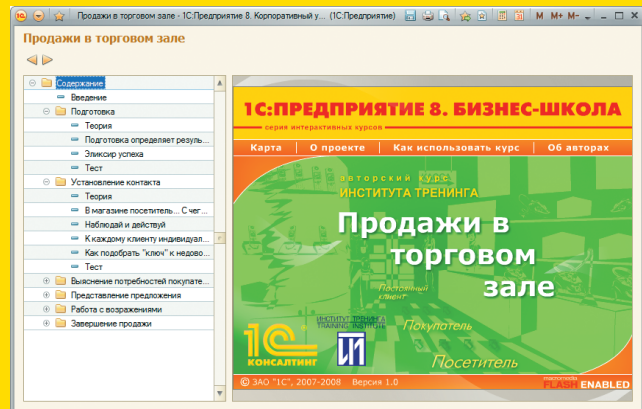 Продажи в торговом зале - 1С:Предприятие 8. Корпоративный у... (1С:Предприятие)
M M+ M-
Продажи в торговом зале
Содержание
Введение
Подготовка
Теория
Подготовка определяет резуль...
Эликсир успеха
Тест
Установление контакта
Теория
В магазине посетитель... С чег...
Наблюдай и действуй
К каждому клиенту индивидуал...
Как подобрать "ключ" к недово...
Тест
Выяснение потребностей покупате...
Представление предложения
Работа с возражениями
Завершение продажи
1С:ПРЕДПРИЯТИЕ 8. БИЗНЕС-ШКОЛА
серия интерактивных курсов
Карта О проекте Как использовать курс Об авторах
авторский курс
ИНСТИТУТА ТРЕНИНГА
Продажи в
торговом
зале
Постоянный
клиент
Покупатель
Посетитель
1С
КОНСАЛТИНГ
ИНСТИТУТ ТРЕНИНГА
TRAINING INSTITUTE
© ЗАО "1С", 2007-2008 Версия 1.0
macromedia
FLASH ENABLED